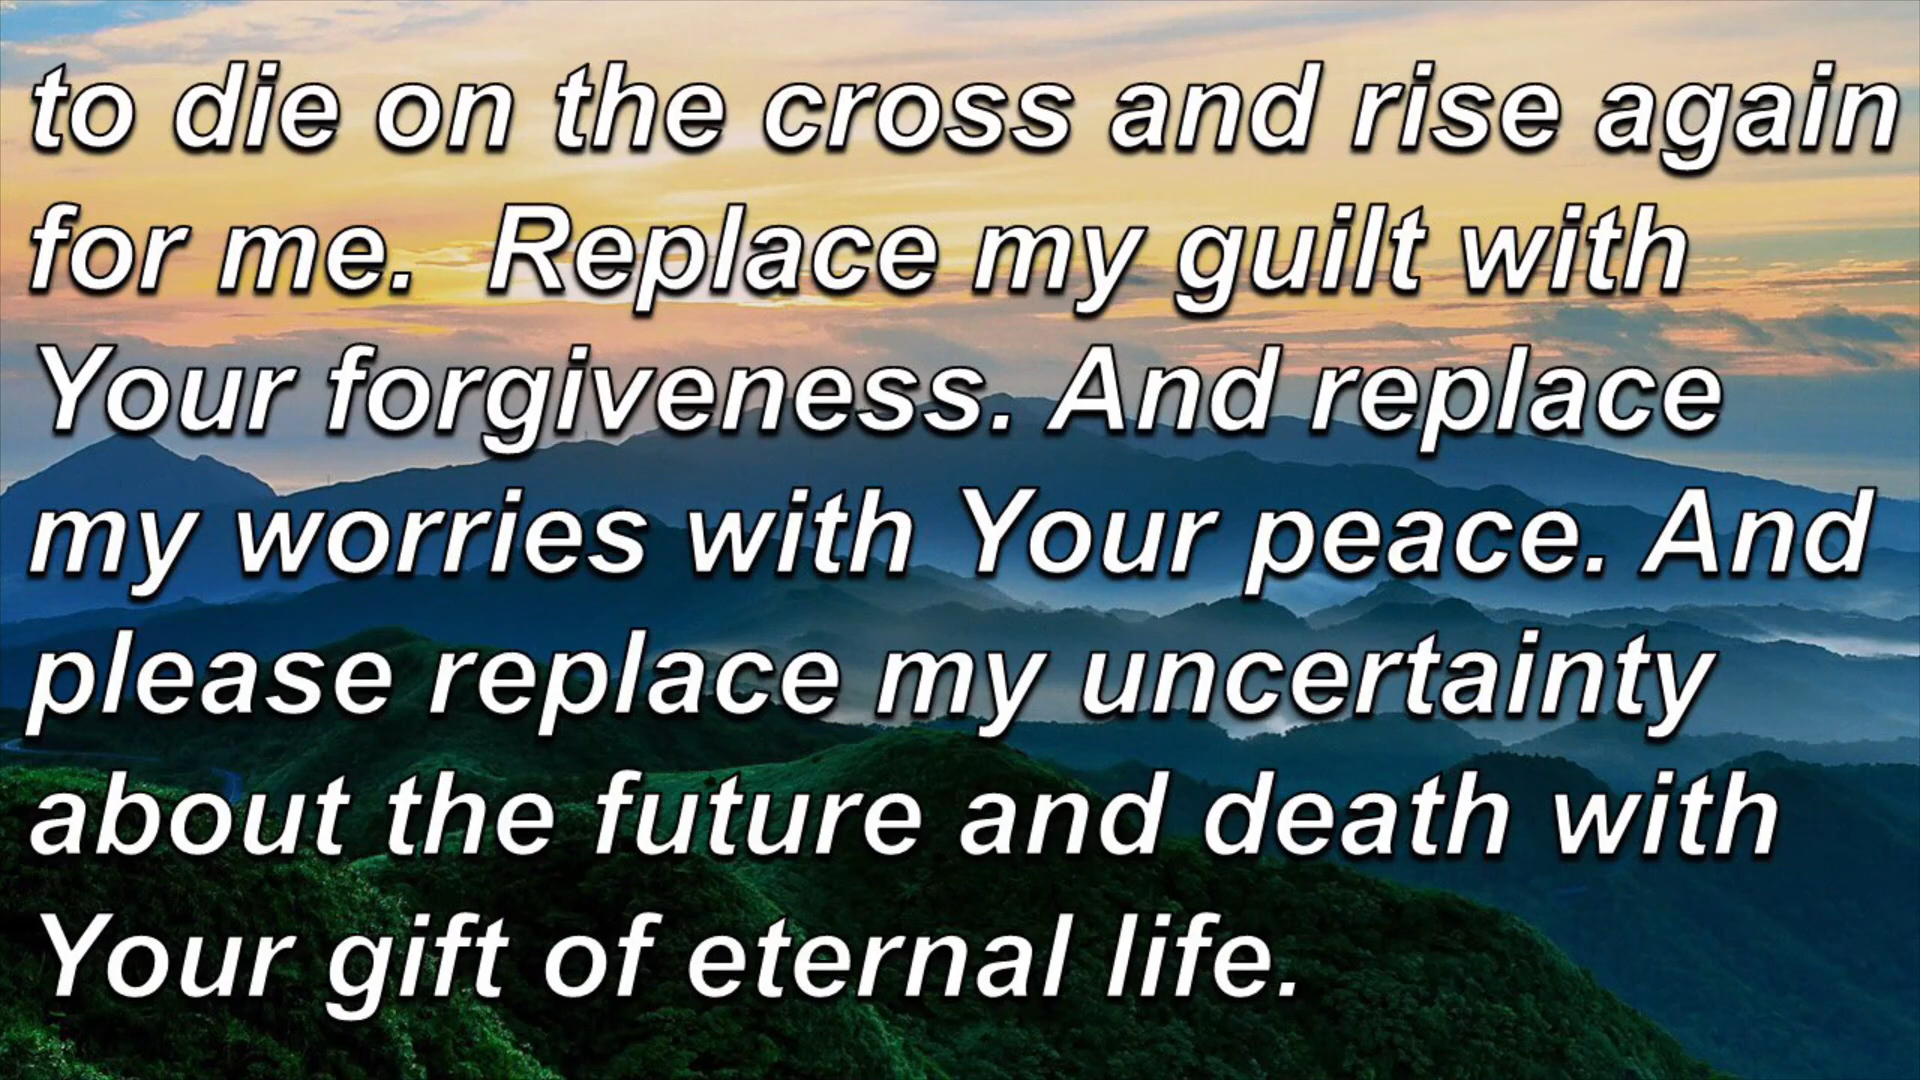 to die on the cross and rise again
for me.  Replace my guilt with
Your forgiveness. And replace
my worries with Your peace. And
please replace my uncertainty
about the future and death with
Your gift of eternal life.